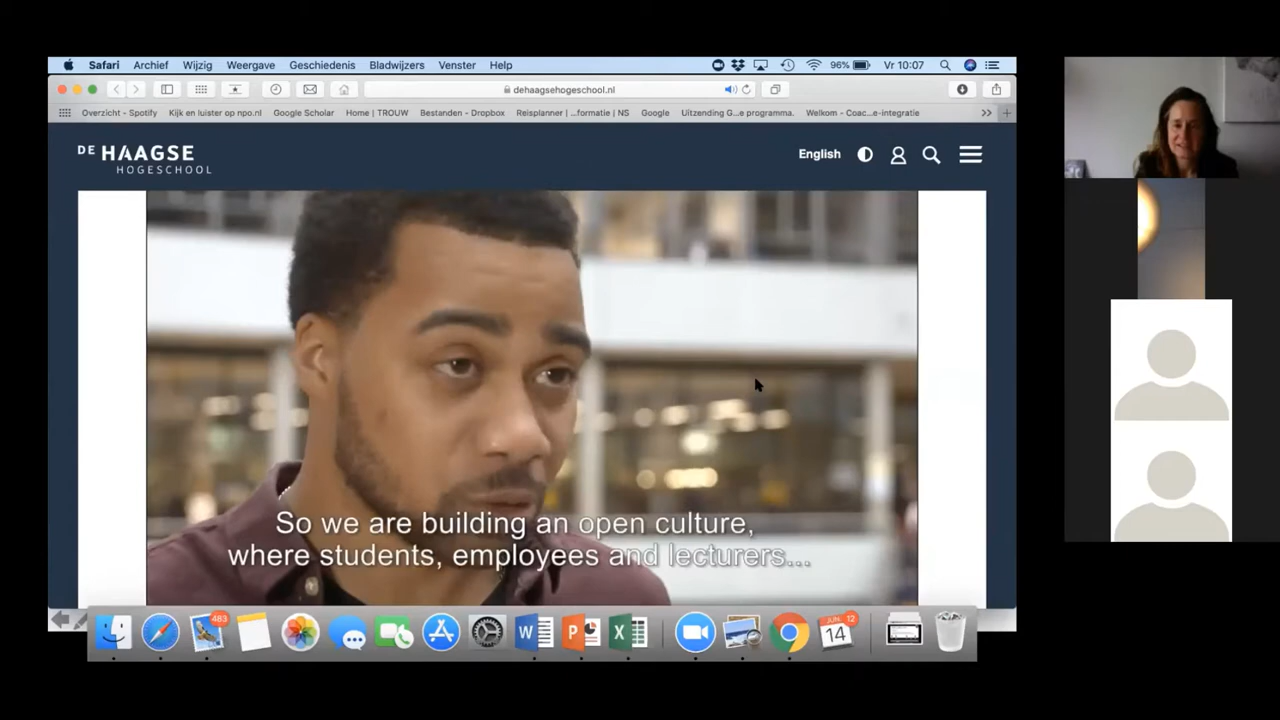 Safari Archief Wijzig Weergave Geschiedenis Bladwijzers Venster Help 96% Vr 10:07
dehaagsehogeschool.nl
Overzicht - Spotify Kijk en luister op npo.nl Google Scholar Home | TROUW Bestanden - Dropbox Reisplanner | ...formatie | NS Google Uitzending G...e programma. Welkom - Coac...e-integratie
DE HAAGSE
HOGESCHOOL
English
So we are building an open culture,
where students, employees and lecturers...
483
JUN. 12
14
W P X